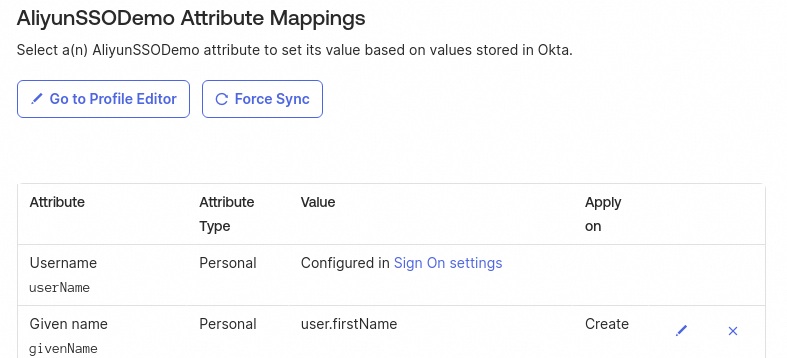 AliyunSSODemo Attribute Mappings
Select a(n) AliyunSSODemo attribute to set its value based on values stored in Okta.
Go to Profile Editor Force Sync
Attribute Attribute Type Value Apply on
Username Personal Configured in Sign On settings
userName
Given name Personal user.firstName Create
givenName